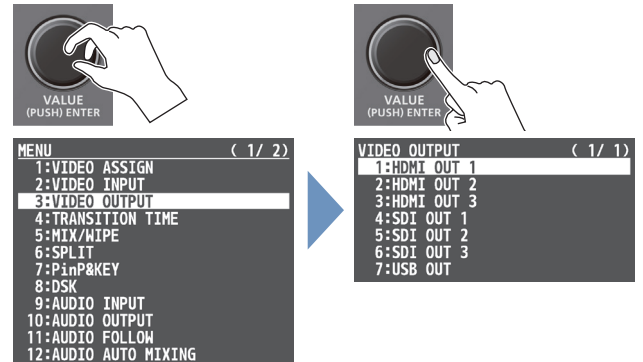 VALUE
(PUSH) ENTER
MENU ( 1/ 2)
1:VIDEO ASSIGN
2:VIDEO INPUT
3:VIDEO OUTPUT
4:TRANSITION TIME
5:MIX/WIPE
6:SPLIT
7:PinP&KEY
8:DSK
9:AUDIO INPUT
10:AUDIO OUTPUT
11:AUDIO FOLLOW
12:AUDIO AUTO MIXING
VALUE
(PUSH) ENTER
VIDEO OUTPUT ( 1/ 1)
1:HDMI OUT 1
2:HDMI OUT 2
3:HDMI OUT 3
4:SDI OUT 1
5:SDI OUT 2
6:SDI OUT 3
7:USB OUT